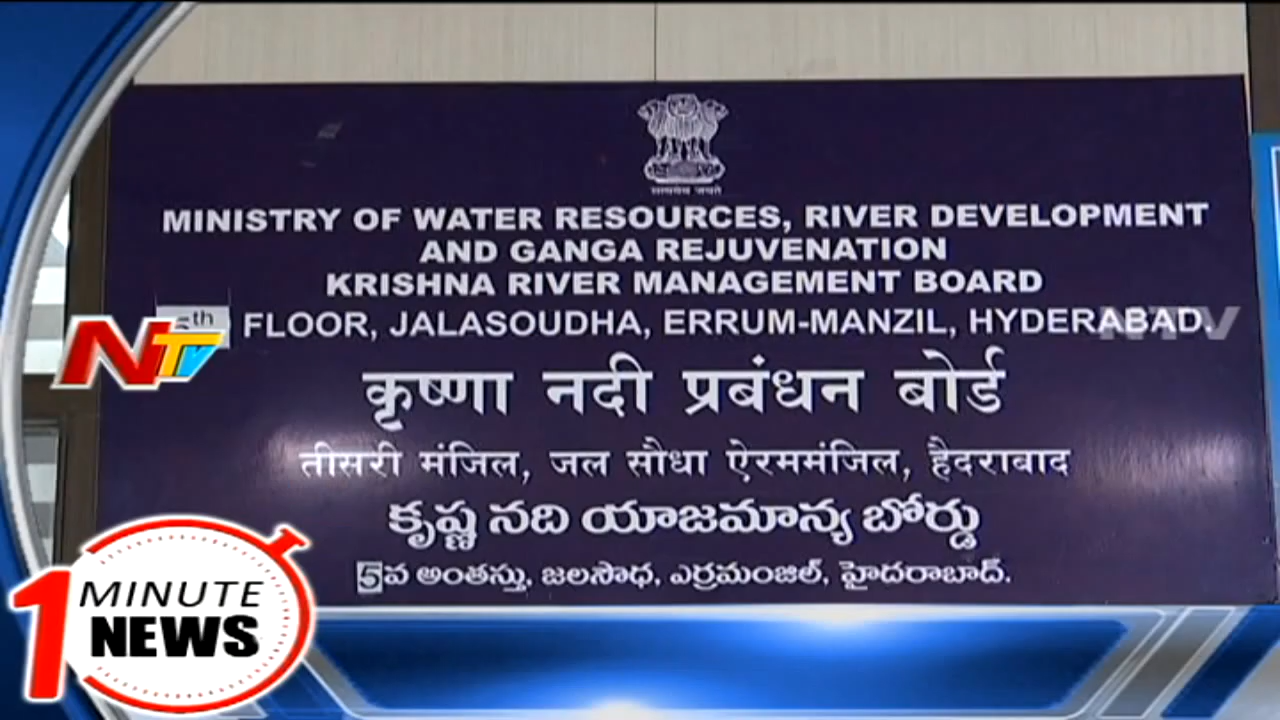 सत्यमेव जयते
MINISTRY OF WATER RESOURCES, RIVER DEVELOPMENT
AND GANGA REJUVENATION
KRISHNA RIVER MANAGEMENT BOARD
5th FLOOR, JALASOUDHA, ERRUM-MANZIL, HYDERABAD.
NTV
NTV
कृष्णा नदी प्रबंधन बोर्ड
तीसरी मंजिल, जल सौधा ऐरममंजिल, हैदराबाद
కృష్ణ నది యాజమాన్య బోర్డు
5వ అంతస్తు, జలసౌధ, ఎర్రమంజిల్, హైదరాబాద్.
1 MINUTE
NEWS